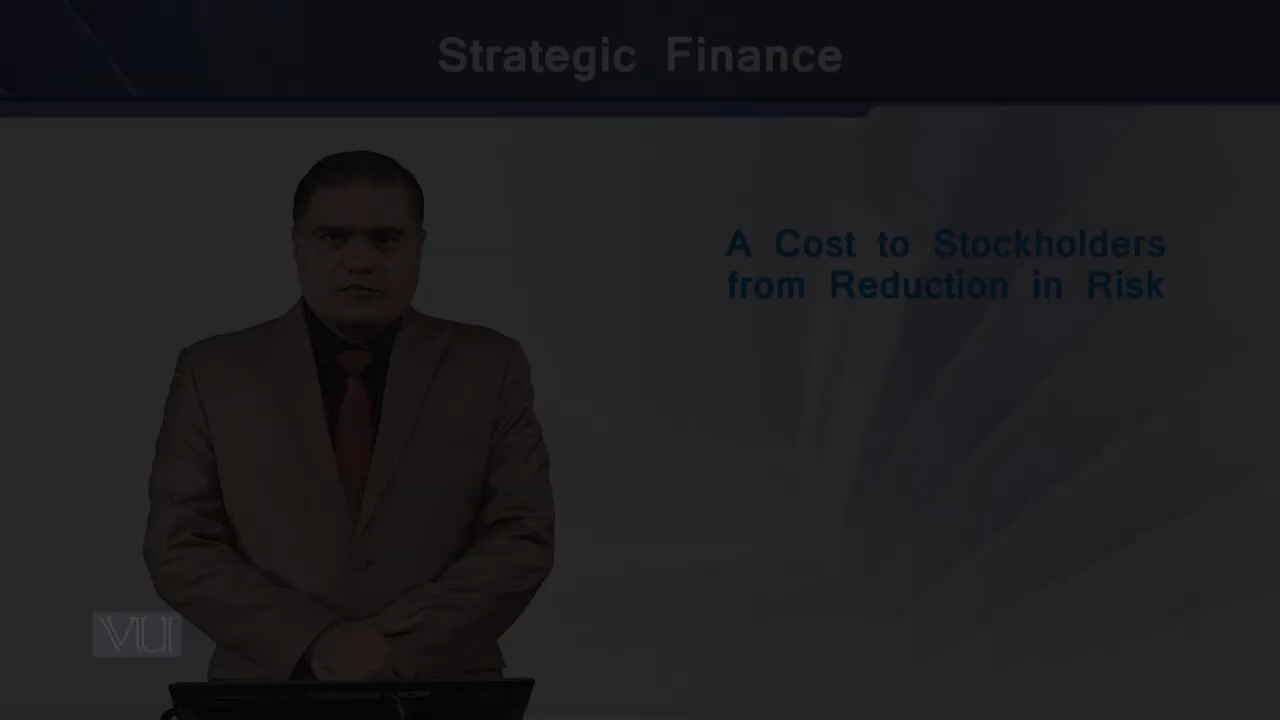 Strategic Finance
A Cost to Stockholders
from Reduction in Risk
VU